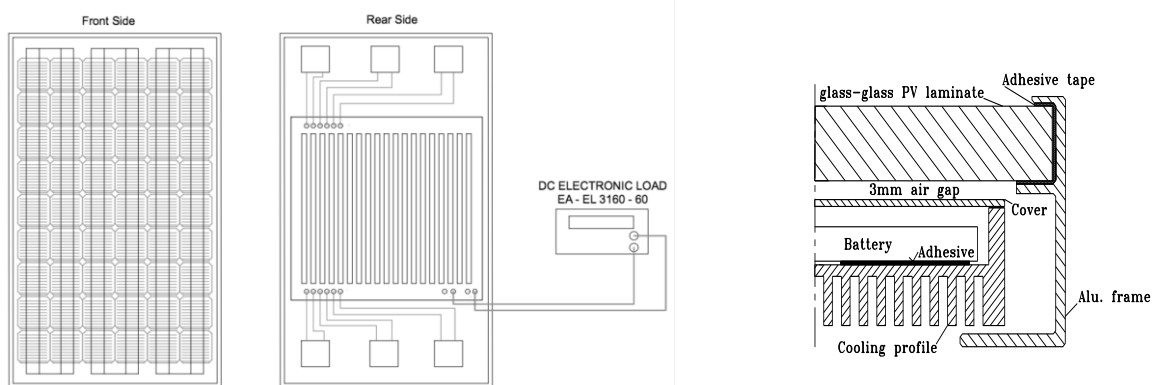 Front Side
Rear Side
DC ELECTRONIC LOAD
EA - EL 3160 - 60
Adhesive tape
glass-glass PV laminate
3mm air gap
Cover
Battery
Adhesive
Alu. frame
Cooling profile